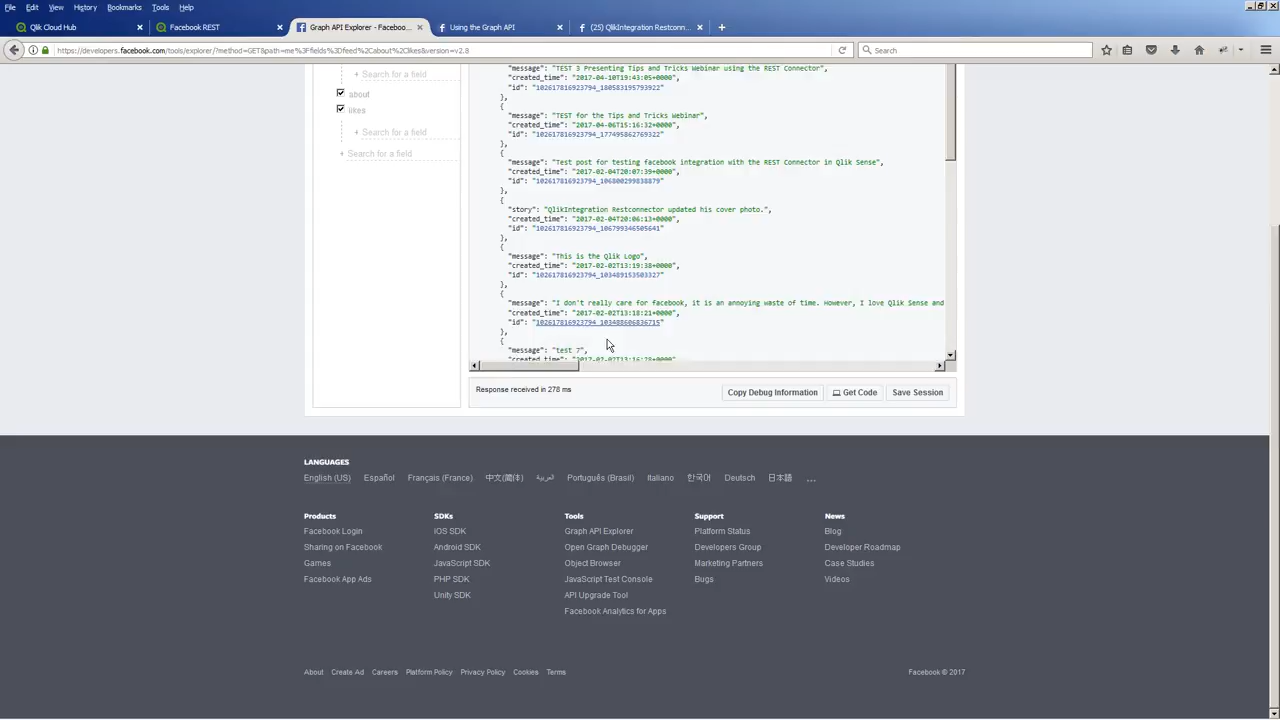 File Edit View History Bookmarks Tools Help
Qlik Cloud Hub × Facebook REST × Graph API Explorer - Faceboo... × Using the Graph API × (25) QlikIntegration Restconn... × +
https://developers.facebook.com/tools/explorer/?method=GET&path=me%3Ffields%3Dfeed%2Cabout%2Clikes&version=v2.8
Search
+ Search for a field
about
likes
+ Search for a field
+ Search for a field
"message": "TEST 3 Presenting Tips and Tricks Webinar using the REST Connector",
"created_time": "2017-04-10T19:43:05+0000",
"id": "102617816923794_180583195793922"
},
{
"message": "TEST for the Tips and Tricks Webinar",
"created_time": "2017-04-06T15:16:32+0000",
"id": "102617816923794_177495862769322"
},
{
"message": "Test post for testing facebook integration with the REST Connector in Qlik Sense",
"created_time": "2017-02-04T20:07:39+0000",
"id": "102617816923794_106800299838879"
},
{
"story": "QlikIntegration Restconnector updated his cover photo.",
"created_time": "2017-02-04T20:06:13+0000",
"id": "102617816923794_106799346505641"
},
{
"message": "This is the Qlik Logo",
"created_time": "2017-02-02T13:19:38+0000",
"id": "102617816923794_103489153503327"
},
{
"message": "I don't really care for facebook, it is an annoying waste of time. However, I love Qlik Sense and
"created_time": "2017-02-02T13:18:21+0000",
"id": "102617816923794_103488606836715"
},
{
"message": "test 7",
"created_time": "2017-02-02T13:16:28+0000",
Response received in 278 ms
Copy Debug Information Get Code Save Session
LANGUAGES
English (US) Español Français (France) 中文(简体) العربية Português (Brasil) Italiano 한국어 Deutsch 日本語 ...
Products SDKs Tools Support News
Facebook Login iOS SDK Graph API Explorer Platform Status Blog
Sharing on Facebook Android SDK Open Graph Debugger Developers Group Developer Roadmap
Games JavaScript SDK Object Browser Marketing Partners Case Studies
Facebook App Ads PHP SDK JavaScript Test Console Bugs Videos
Unity SDK API Upgrade Tool
Facebook Analytics for Apps
About Create Ad Careers Platform Policy Privacy Policy Cookies Terms Facebook © 2017